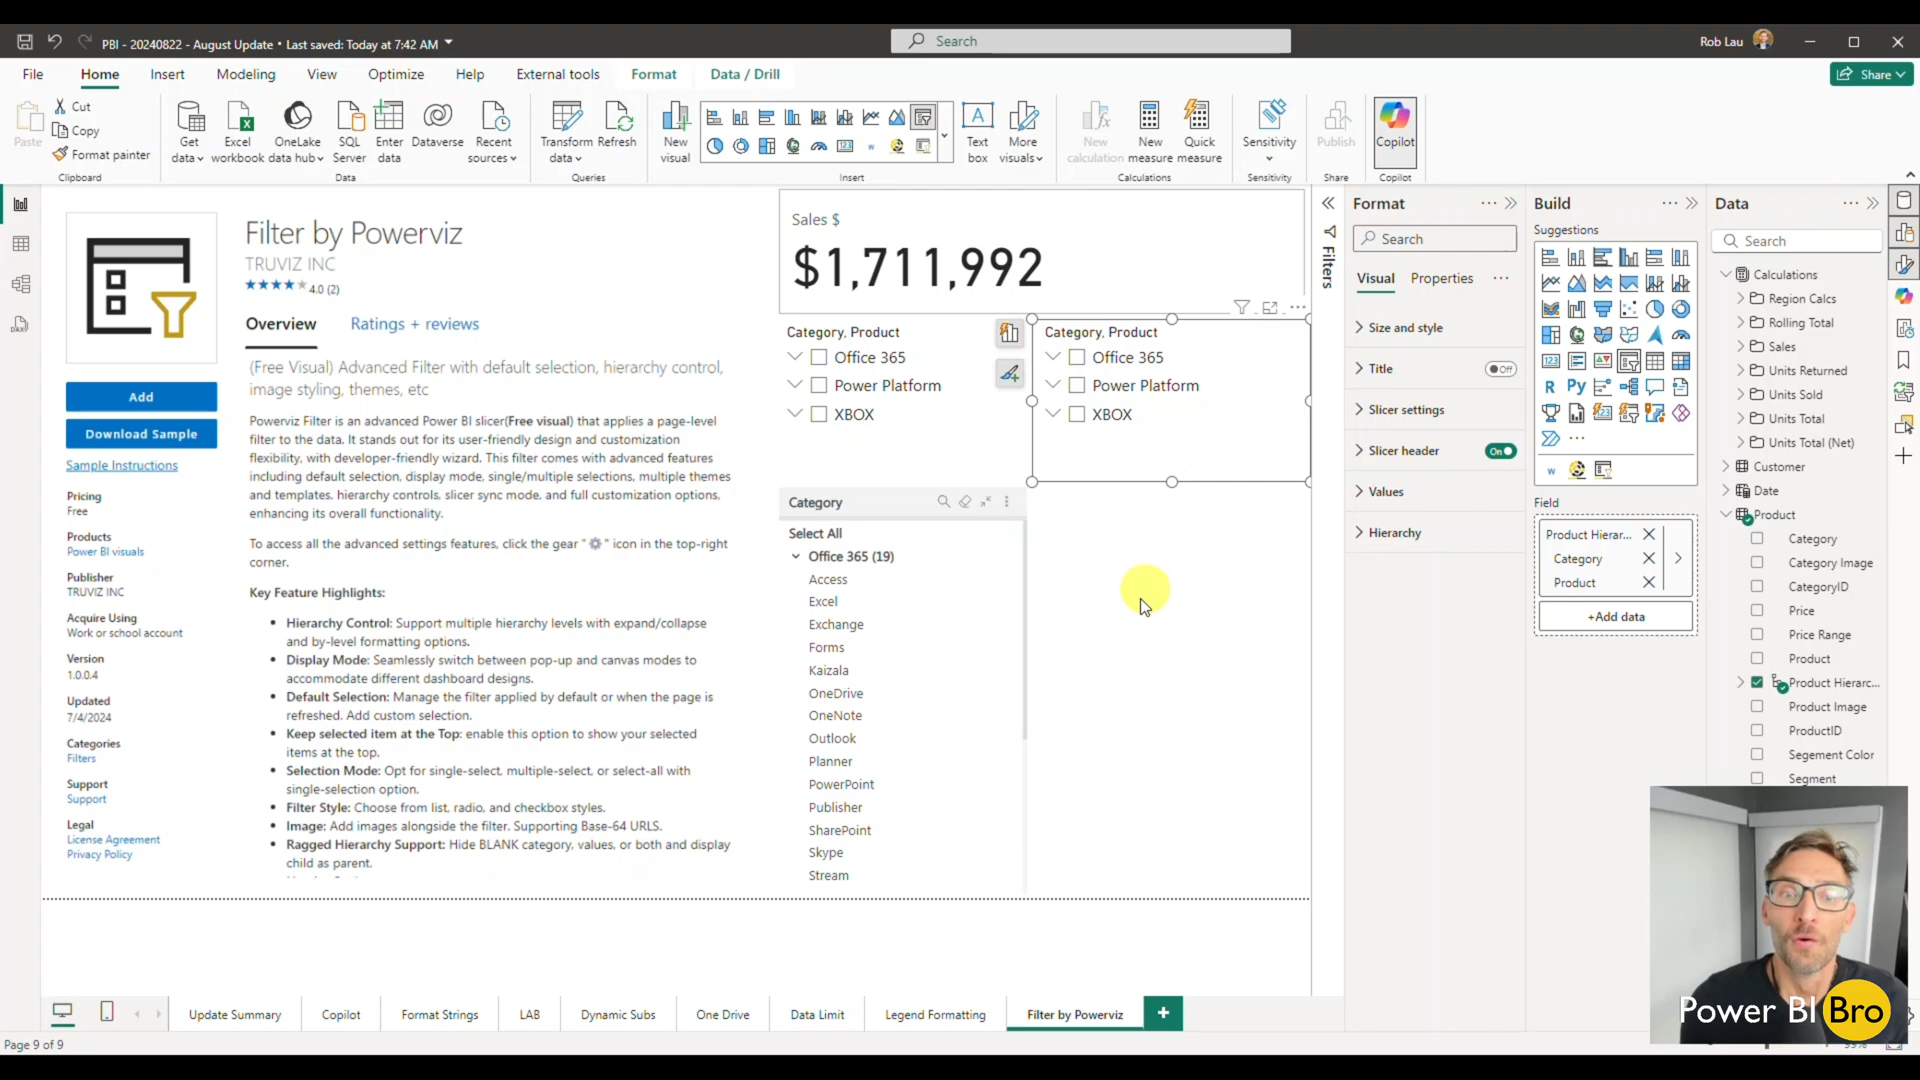 PBI - 20240822 - August Update • Last saved: Today at 7:42 AM
Search
Rob Lau
File
Home
Insert
Modeling
View
Optimize
Help
External tools
Format
Data / Drill
Share
Paste
Cut
Copy
Format painter
Clipboard
Get data
Excel workbook
OneLake data hub
SQL Server
Enter data
Dataverse
Recent sources
Data
Transform data
Refresh
Queries
New visual
Text box
More visuals
Insert
New calculation
New measure
Quick measure
Calculations
Sensitivity
Sensitivity
Publish
Share
Copilot
Copilot
Filter by Powerviz
TRUVIZ INC
4.0 (2)
Overview
Ratings + reviews
Add
Download Sample
Sample Instructions
Pricing
Free
Products
Power BI visuals
Publisher
TRUVIZ INC
Acquire Using
Work or school account
Version
1.0.0.4
Updated
7/4/2024
Categories
Filters
Support
Support
Legal
License Agreement
Privacy Policy
(Free Visual) Advanced Filter with default selection, hierarchy control,
image styling, themes, etc
Powerviz Filter is an advanced Power BI slicer(Free visual) that applies a page-level
filter to the data. It stands out for its user-friendly design and customization
flexibility, with developer-friendly wizard. This filter comes with advanced features
including default selection, display mode, single/multiple selections, multiple themes
and templates, hierarchy controls, slicer sync mode, and full customization options,
enhancing its overall functionality.
To access all the advanced settings features, click the gear " " icon in the top-right
corner.
Key Feature Highlights:
• Hierarchy Control: Support multiple hierarchy levels with expand/collapse
and by-level formatting options.
• Display Mode: Seamlessly switch between pop-up and canvas modes to
accommodate different dashboard designs.
• Default Selection: Manage the filter applied by default or when the page is
refreshed. Add custom selection.
• Keep selected item at the Top: enable this option to show your selected
items at the top.
• Selection Mode: Opt for single-select, multiple-select, or select-all with
single-selection option.
• Filter Style: Choose from list, radio, and checkbox styles.
• Image: Add images alongside the filter. Supporting Base-64 URLS.
• Ragged Hierarchy Support: Hide BLANK category, values, or both and display
child as parent.
Sales $
$1,711,992
Category, Product
Office 365
Power Platform
XBOX
Category, Product
Office 365
Power Platform
XBOX
Category
Select All
Office 365 (19)
Access
Excel
Exchange
Forms
Kaizala
OneDrive
OneNote
Outlook
Planner
PowerPoint
Publisher
SharePoint
Skype
Stream
Filters
Format
Search
Visual
Properties
Size and style
Title
Off
Slicer settings
Slicer header
On
Values
Hierarchy
Build
Suggestions
R
Py
Field
Product Hierar...
Category
Product
+Add data
Data
Search
Calculations
Region Calcs
Rolling Total
Sales
Units Returned
Units Sold
Units Total
Units Total (Net)
Customer
Date
Product
Category
Category Image
CategoryID
Price
Price Range
Product
Product Hierarc...
Product Image
ProductID
Segement Color
Segment
Power BI Bro
Update Summary
Copilot
Format Strings
LAB
Dynamic Subs
One Drive
Data Limit
Legend Formatting
Filter by Powerviz
Page 9 of 9